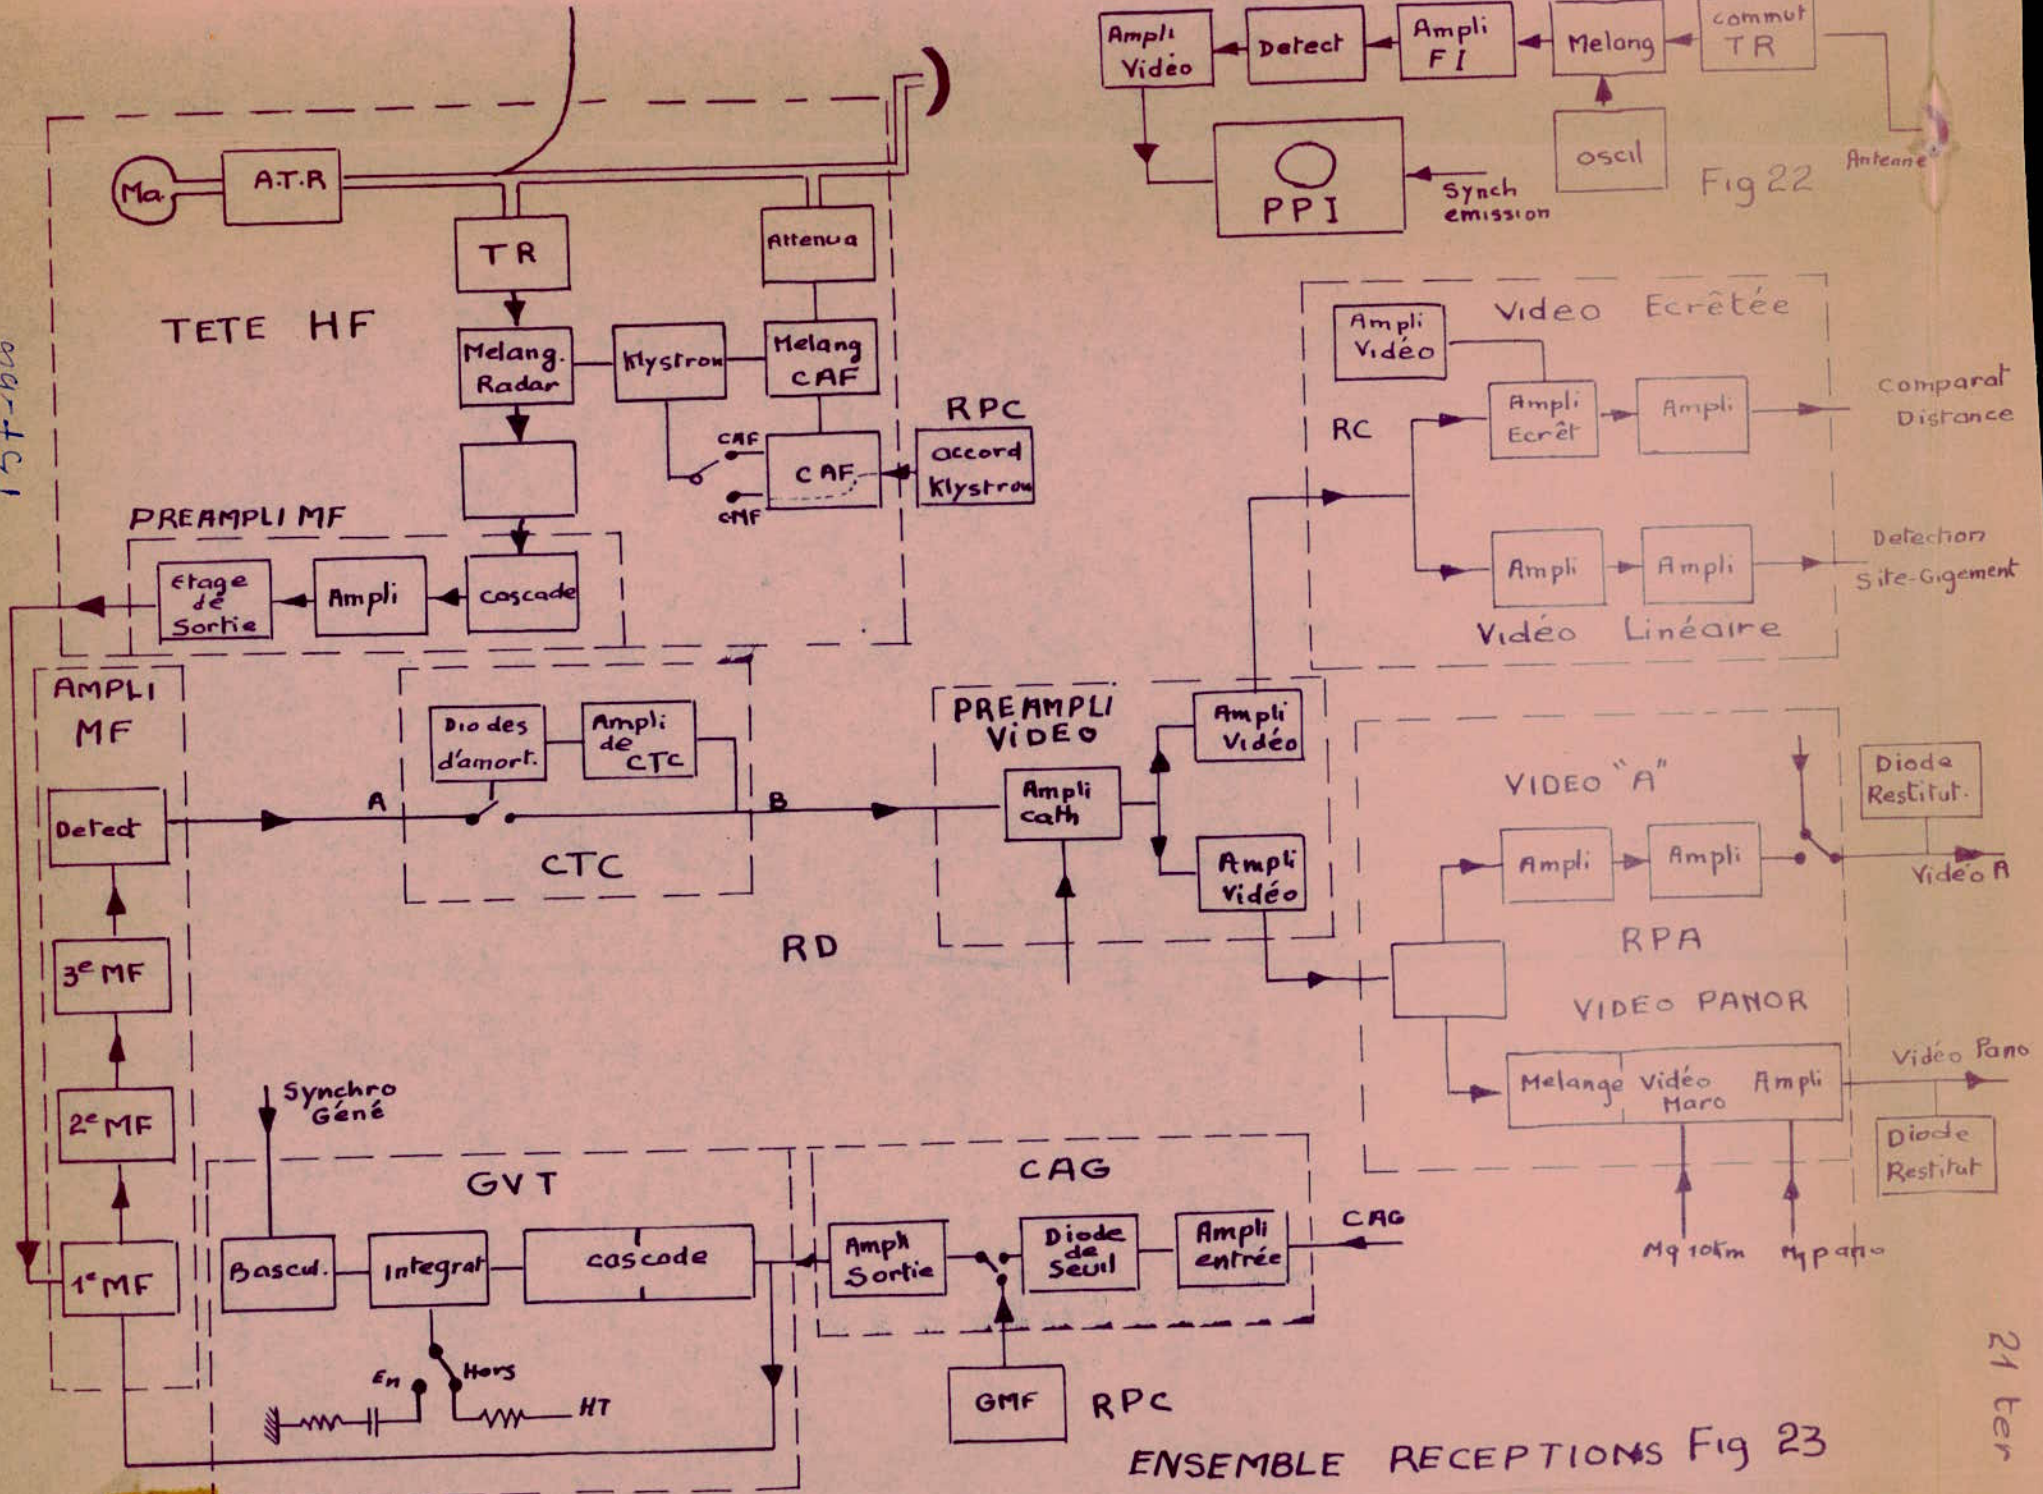 Ampli
Vidéo
Detect
Ampli
FI
Melang
Commut
TR
PPI
Synch
emission
oscil
Fig 22
Antenne
Ma.
A.T.R
TR
Attenua
TETE HF
Melang.
Radar
Klystron
Melang
CAF
CAF
CMF
CAF
RPC
accord
Klystron
PREAMPLI MF
Etage
de
Sortie
Ampli
cascade
Video Ecrêtée
Ampli
Vidéo
RC
Ampli
Ecrêt
Ampli
Comparat
Distance
Ampli
Ampli
Detection
Site-Gigement
Vidéo Linéaire
AMPLI
MF
Detect
3e MF
2e MF
1e MF
A
Diodes
d'amort.
Ampli
de
CTC
B
CTC
RD
PREAMPLI
VIDEO
Ampli
cath
Ampli
Vidéo
Ampli
Vidéo
VIDEO "A"
Ampli
Ampli
Diode
Restitut.
Vidéo A
RPA
VIDEO PANOR
Melange
Vidéo
Maro
Ampli
Vidéo Pano
Diode
Restitut
Mq 10Km
Mq pano
Synchro
Géné
GVT
Bascul.
Integrat
cascode
En
Hors
HT
CAG
Ampli
Sortie
Diode
de
Seuil
Ampli
entrée
CAG
GMF
RPC
ENSEMBLE RECEPTIONS Fig 23
21 ter